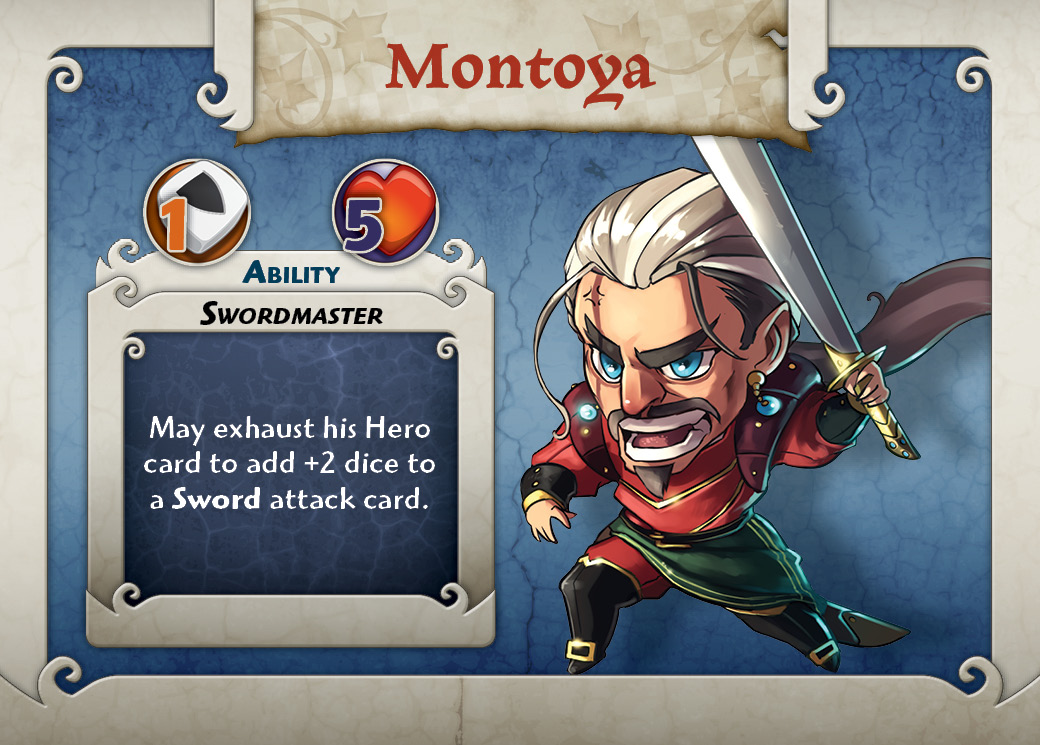 Montoya
1
5
Ability
Swordmaster
May exhaust his Hero
card to add +2 dice to
a Sword attack card.